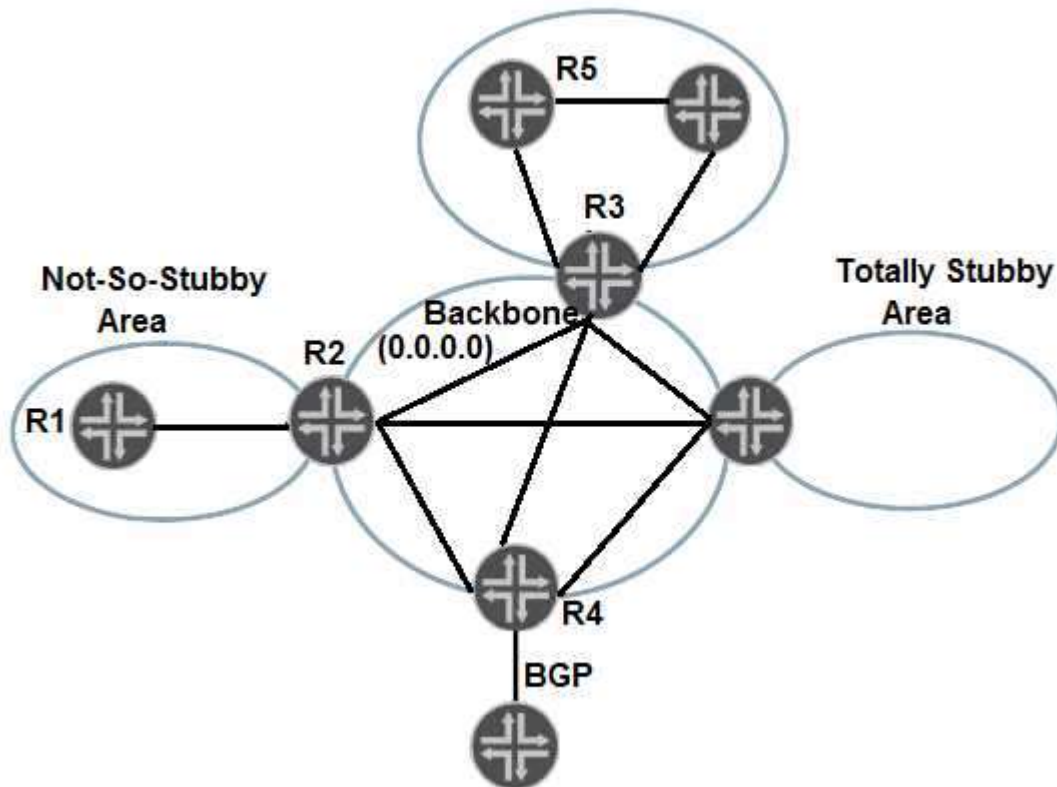 R5
R3
Not-So-Stubby
Area
Totally Stubby
Area
Backbone
(0.0.0.0)
R2
R1
R4
BGP